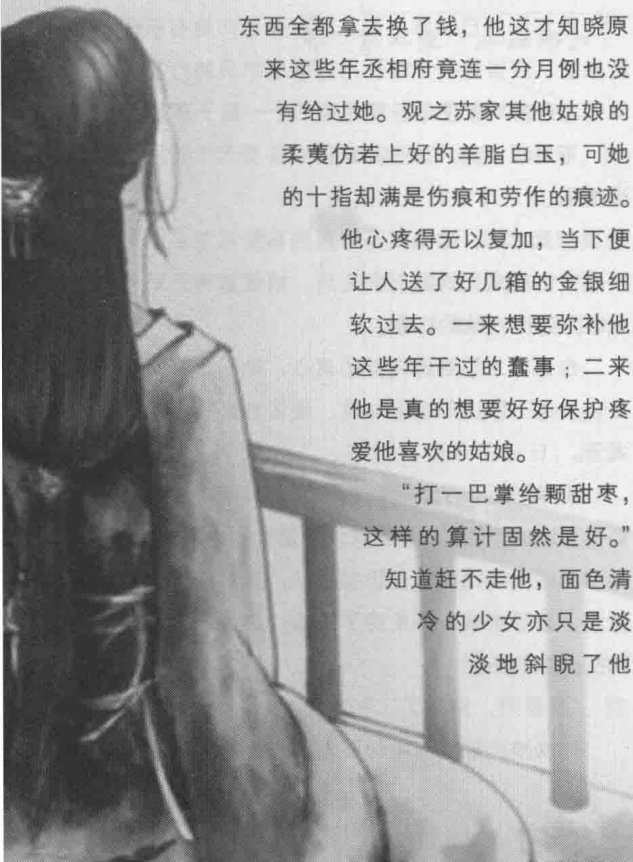 东西全都拿去换了钱，他这才知晓原
来这些年丞相府竟连一分月例也没
有给过她。观之苏家其他姑娘的
柔荑仿若上好的羊脂白玉，可她
的十指却满是伤痕和劳作的痕迹。
他心疼得无以复加，当下便
让人送了好几箱的金银细
软过去。一来想要弥补他
这些年干过的蠢事；二来
他是真的想要好好保护疼
爱他喜欢的姑娘。
“打一巴掌给颗甜枣，
这样的算计固然是好。”
知道赶不走他，面色清
冷的少女亦只是淡
淡地斜睨了他